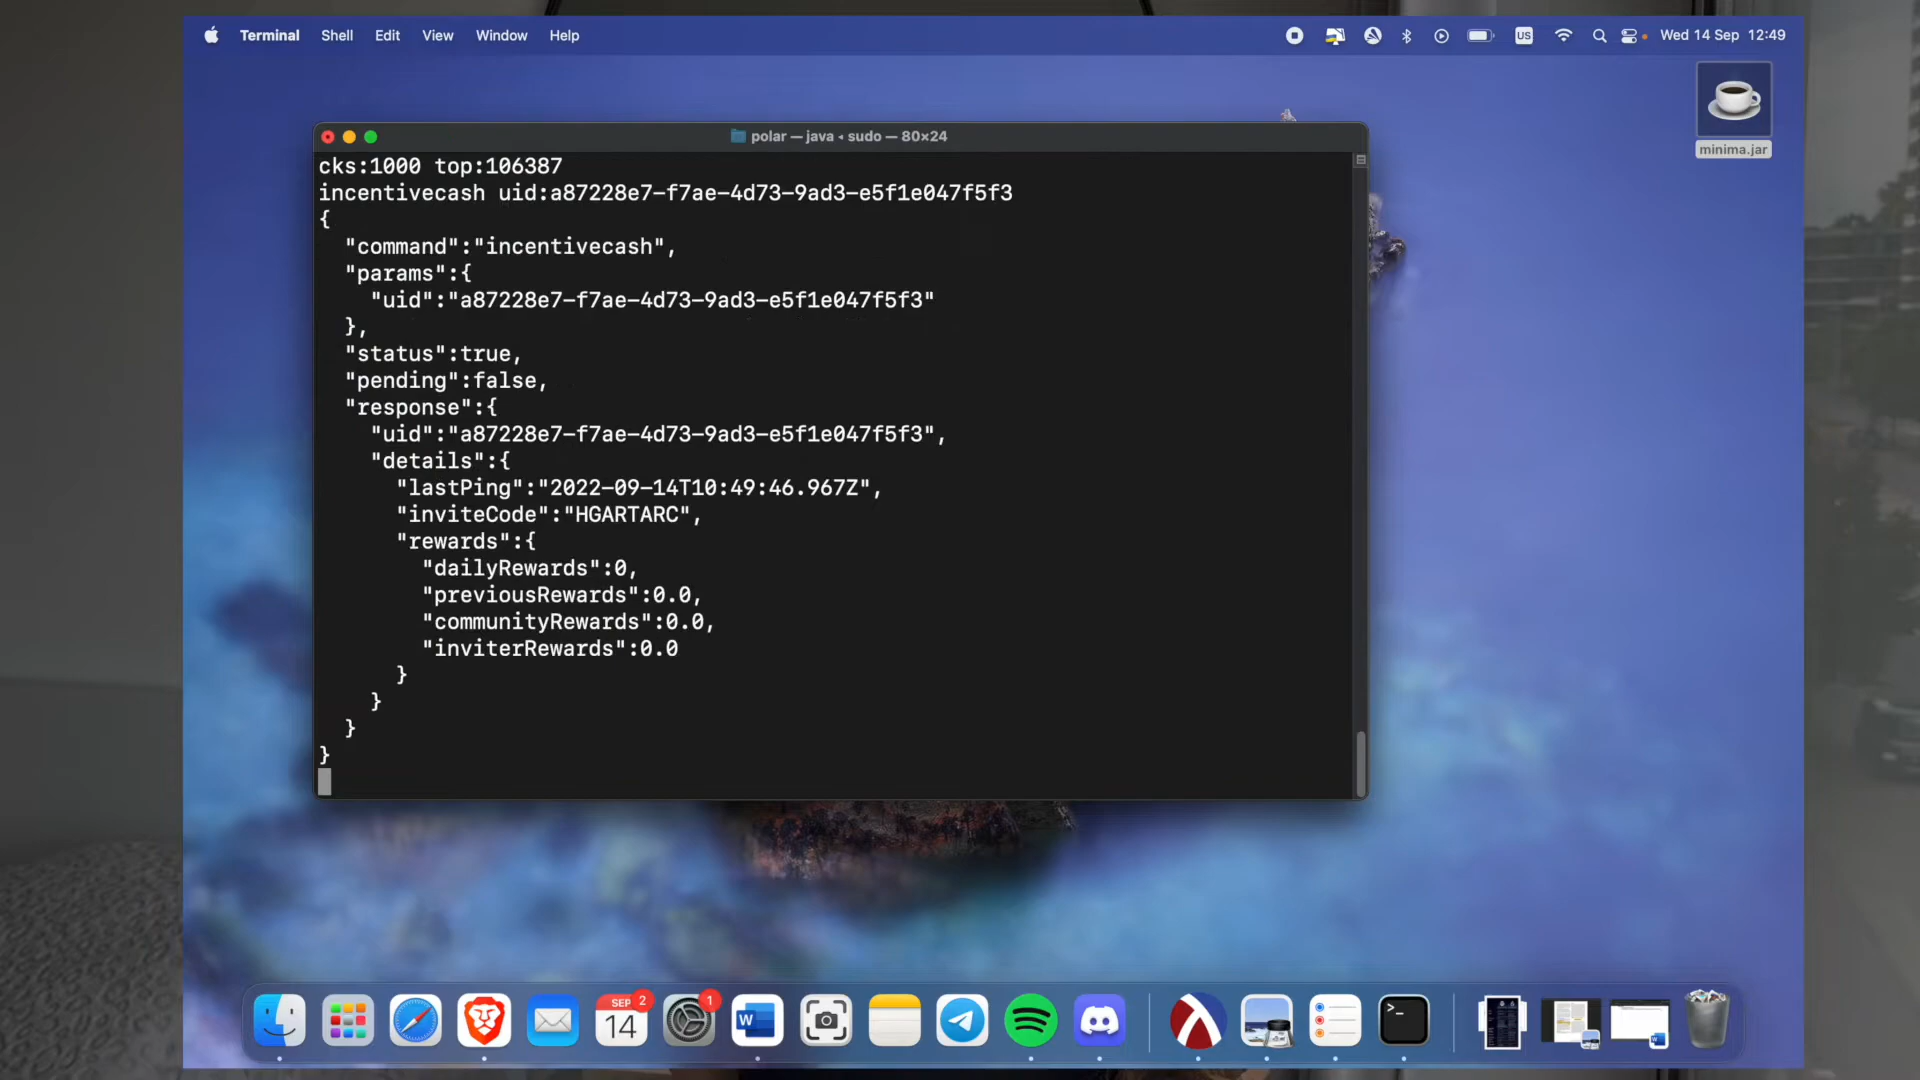 Terminal Shell Edit View Window Help
US
Wed 14 Sep 12:49
minima.jar
polar — java ◂ sudo — 80×24
cks:1000 top:106387
incentivecash uid:a87228e7-f7ae-4d73-9ad3-e5f1e047f5f3
{
"command":"incentivecash",
"params":{
"uid":"a87228e7-f7ae-4d73-9ad3-e5f1e047f5f3"
},
"status":true,
"pending":false,
"response":{
"uid":"a87228e7-f7ae-4d73-9ad3-e5f1e047f5f3",
"details":{
"lastPing":"2022-09-14T10:49:46.967Z",
"inviteCode":"HGARTARC",
"rewards":{
"dailyRewards":0,
"previousRewards":0.0,
"communityRewards":0.0,
"inviterRewards":0.0
}
}
}
}
SEP 2
14
1
W
>_